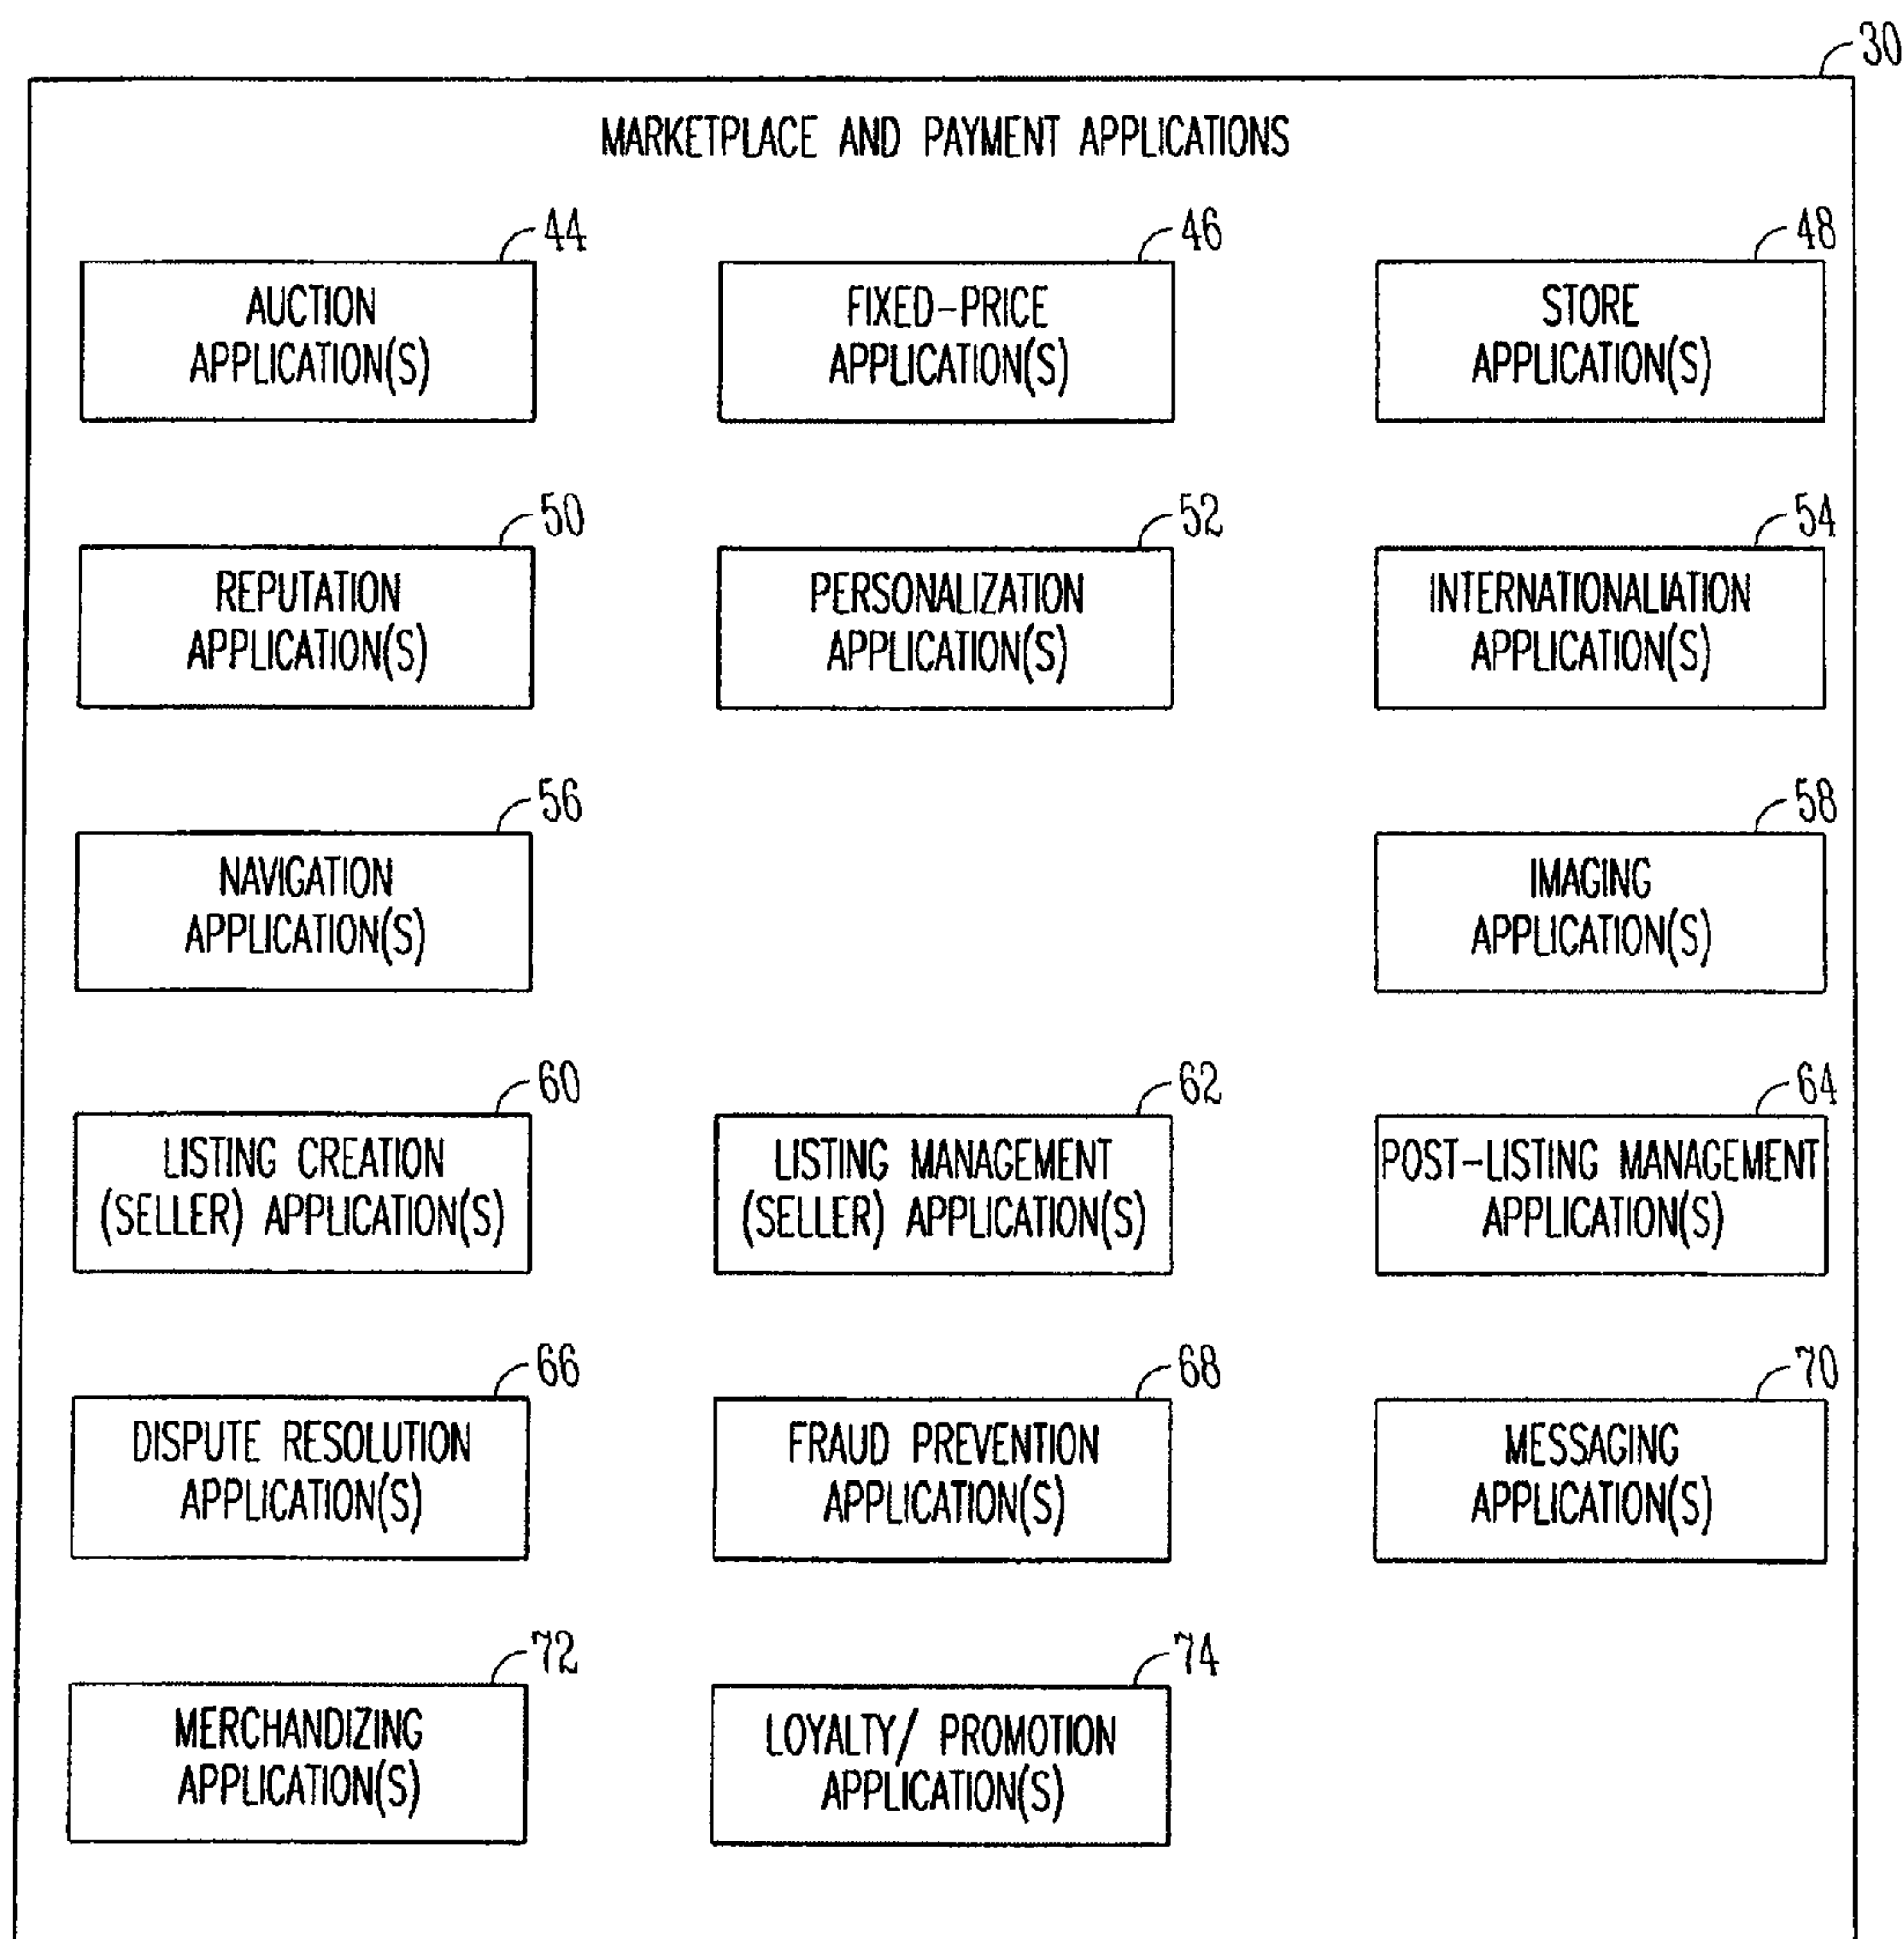 30
MARKETPLACE AND PAYMENT APPLICATIONS
44
AUCTION
APPLICATION(S)
46
FIXED-PRICE
APPLICATION(S)
48
STORE
APPLICATION(S)
50
REPUTATION
APPLICATION(S)
52
PERSONALIZATION
APPLICATION(S)
54
INTERNATIONALIATION
APPLICATION(S)
56
NAVIGATION
APPLICATION(S)
58
IMAGING
APPLICATION(S)
60
LISTING CREATION
(SELLER) APPLICATION(S)
62
LISTING MANAGEMENT
(SELLER) APPLICATION(S)
64
POST-LISTING MANAGEMENT
APPLICATION(S)
66
DISPUTE RESOLUTION
APPLICATION(S)
68
FRAUD PREVENTION
APPLICATION(S)
70
MESSAGING
APPLICATION(S)
72
MERCHANDIZING
APPLICATION(S)
74
LOYALTY/ PROMOTION
APPLICATION(S)